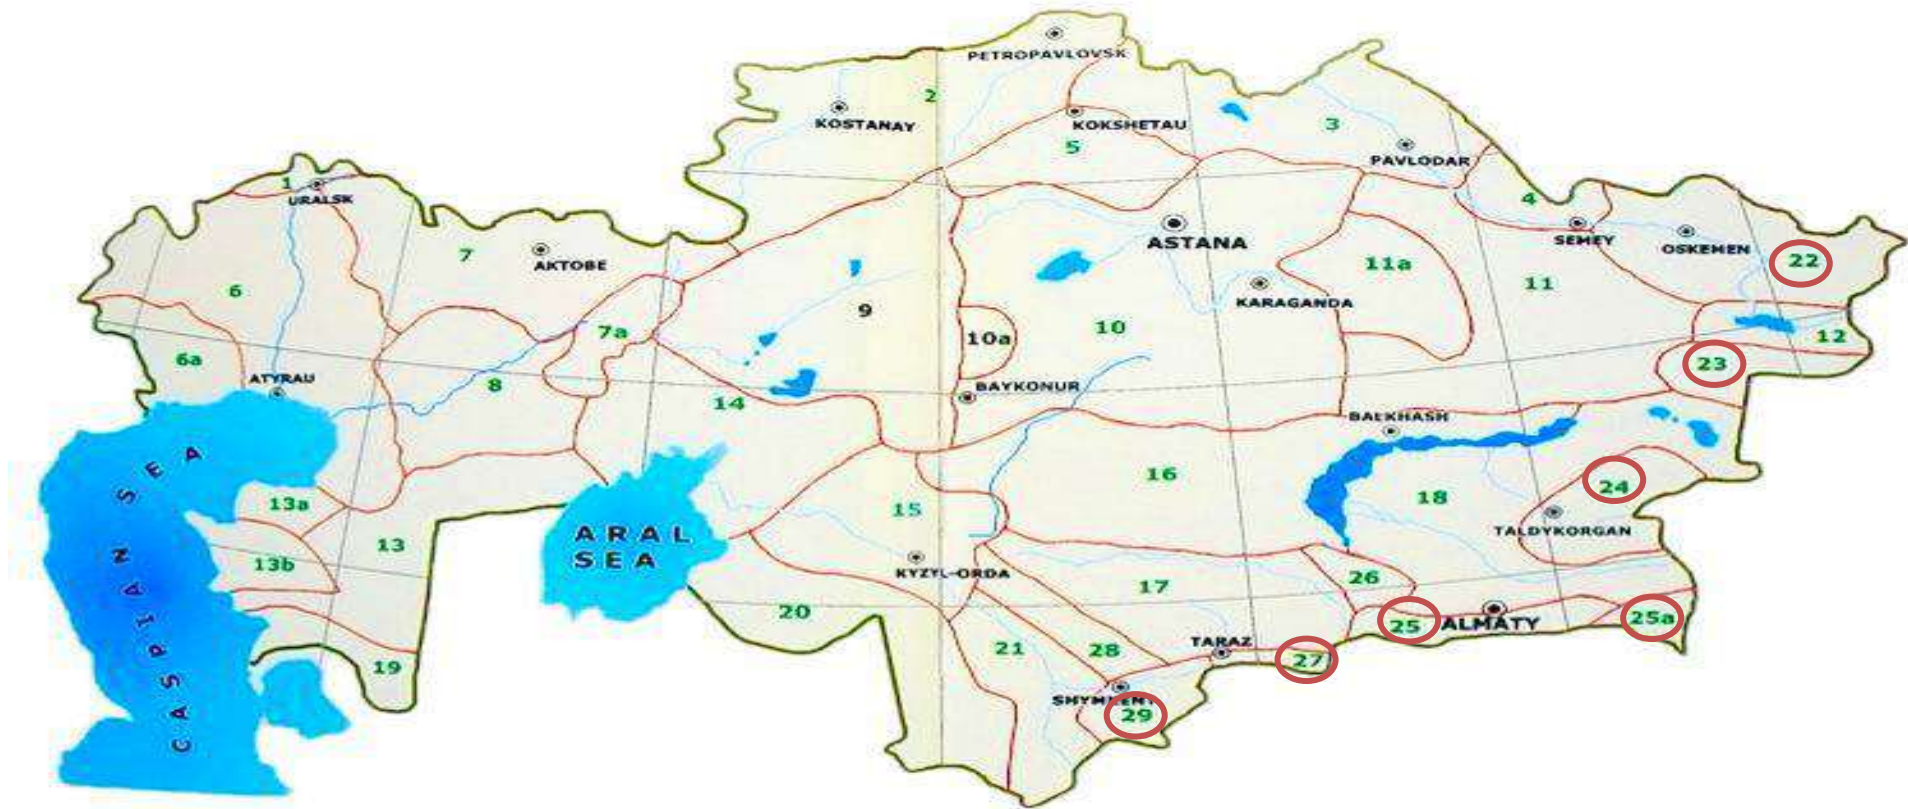 PETROPAVLOVSK
2
KOSTANAY
KOKSHETAU
3
5
PAVLODAR
1
URALSK
4
SEMEY
OSKEMEN
ASTANA
7
AKTOBE
22
11a
11
6
KARAGANDA
9
7a
10a
10
12
6a
23
ATYRAU
8
BAYKONUR
14
BALKHASH
CASPIAN SEA
16
24
18
13a
15
TALDYKORGAN
ARAL
SEA
13
13b
KYZYL-ORDA
26
17
20
25
ALMATY
25a
TARAZ
21
28
27
19
SHYMKENT
29